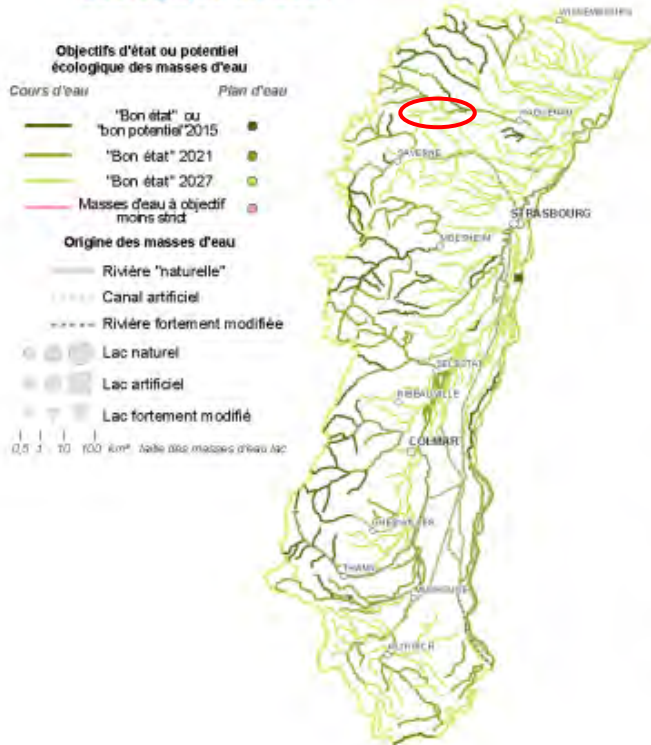 Objectifs d'état ou potentiel
écologique des masses d'eau
Cours d'eau
Plan d'eau
"Bon état" ou
"bon potentiel"2015
"Bon état" 2021
"Bon état" 2027
Masses d'eau à objectif
moins strict
Origine des masses d'eau
Rivière "naturelle"
Canal artificiel
Rivière fortement modifiée
Lac naturel
Lac artificiel
Lac fortement modifié
0,5 1 10 100 km² taille des masses d'eau lac
WISSEMBOURG
HAGUENAU
SAVERNE
STRASBOURG
MOLSHEIM
SELESTAT
RIBEAUVILLE
COLMAR
GUEBWILLER
THANN
MULHOUSE
ALTKIRCH